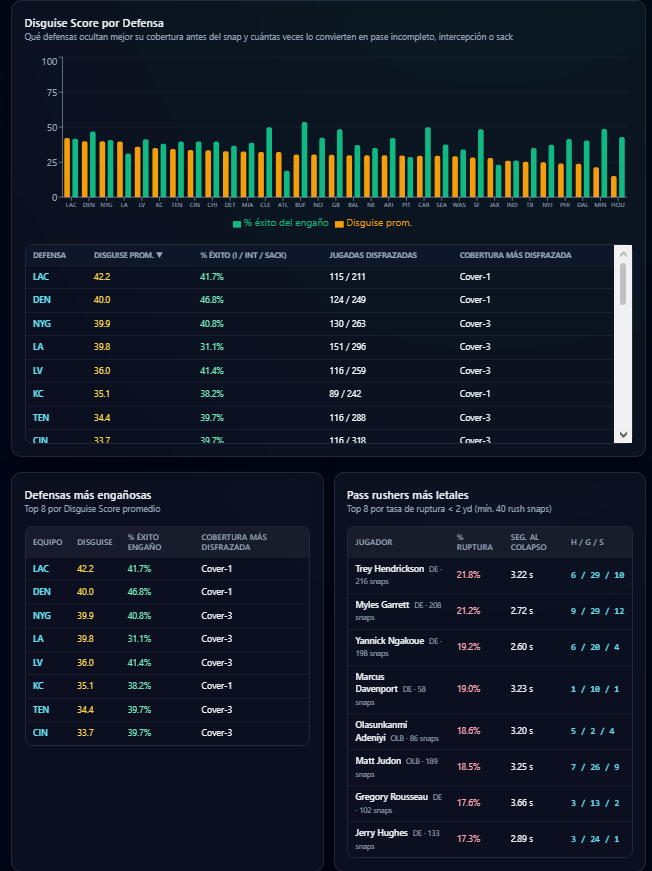 Disguise Score por Defensa
Qué defensas ocultan mejor su cobertura antes del snap y cuántas veces lo convierten en pase incompleto, intercepción o sack
100
75
50
25
0
LAC DEN NYG LA LV KC TEN CIN CHI DET MIA CLE ATL BUF NO GB BAL NE ARI PIT CAR SEA WAS SF JAX IND TB NYJ PHI DAL MIN HOU
% éxito del engaño Disguise prom.
DEFENSA DISGUISE PROM. ▼ % ÉXITO (I / INT / SACK) JUGADAS DISFRAZADAS COBERTURA MÁS DISFRAZADA
LAC 42.2 41.7% 115 / 211 Cover-1
DEN 40.0 46.8% 124 / 249 Cover-1
NYG 39.9 40.8% 130 / 263 Cover-3
LA 39.8 31.1% 151 / 296 Cover-3
LV 36.0 41.4% 116 / 259 Cover-3
KC 35.1 38.2% 89 / 242 Cover-1
TEN 34.4 39.7% 116 / 288 Cover-3
CIN 33.7 39.7% 116 / 318 Cover-3
Defensas más engañosas
Top 8 por Disguise Score promedio
EQUIPO DISGUISE % ÉXITO ENGAÑO COBERTURA MÁS DISFRAZADA
LAC 42.2 41.7% Cover-1
DEN 40.0 46.8% Cover-1
NYG 39.9 40.8% Cover-3
LA 39.8 31.1% Cover-3
LV 36.0 41.4% Cover-3
KC 35.1 38.2% Cover-1
TEN 34.4 39.7% Cover-3
CIN 33.7 39.7% Cover-3
Pass rushers más letales
Top 8 por tasa de ruptura < 2 yd (mín. 40 rush snaps)
JUGADOR % RUPTURA SEG. AL COLAPSO H / G / S
Trey Hendrickson DE · 216 snaps 21.8% 3.22 s 6 / 29 / 10
Myles Garrett DE · 208 snaps 21.2% 2.72 s 9 / 29 / 12
Yannick Ngakoue DE · 198 snaps 19.2% 2.60 s 6 / 20 / 4
Marcus Davenport DE · 58 snaps 19.0% 3.23 s 1 / 10 / 1
Olasunkanmi Adeniyi OLB · 86 snaps 18.6% 3.20 s 5 / 2 / 4
Matt Judon OLB · 189 snaps 18.5% 3.25 s 7 / 26 / 9
Gregory Rousseau DE · 102 snaps 17.6% 3.66 s 3 / 13 / 2
Jerry Hughes DE · 133 snaps 17.3% 2.89 s 3 / 24 / 1